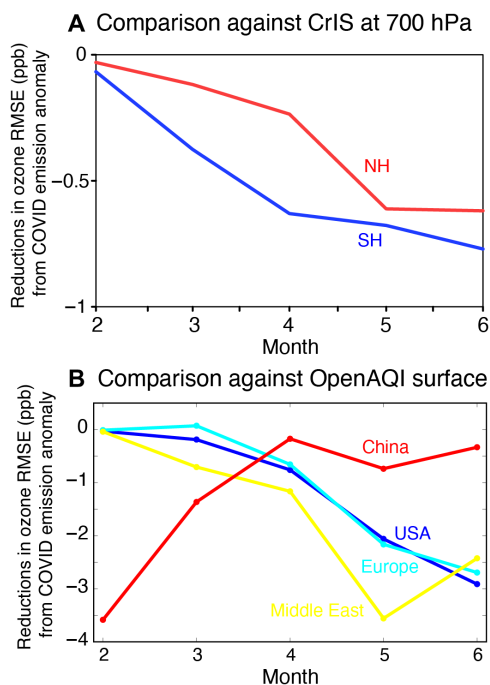 A Comparison against CrIS at 700 hPa
Reductions in ozone RMSE (ppb)
from COVID emission anomaly
0
−0.5
−1
NH
SH
2 3 4 5 6
Month
B Comparison against OpenAQI surface
Reductions in ozone RMSE (ppb)
from COVID emission anomaly
0
−1
−2
−3
−4
China
USA
Europe
Middle East
2 3 4 5 6
Month